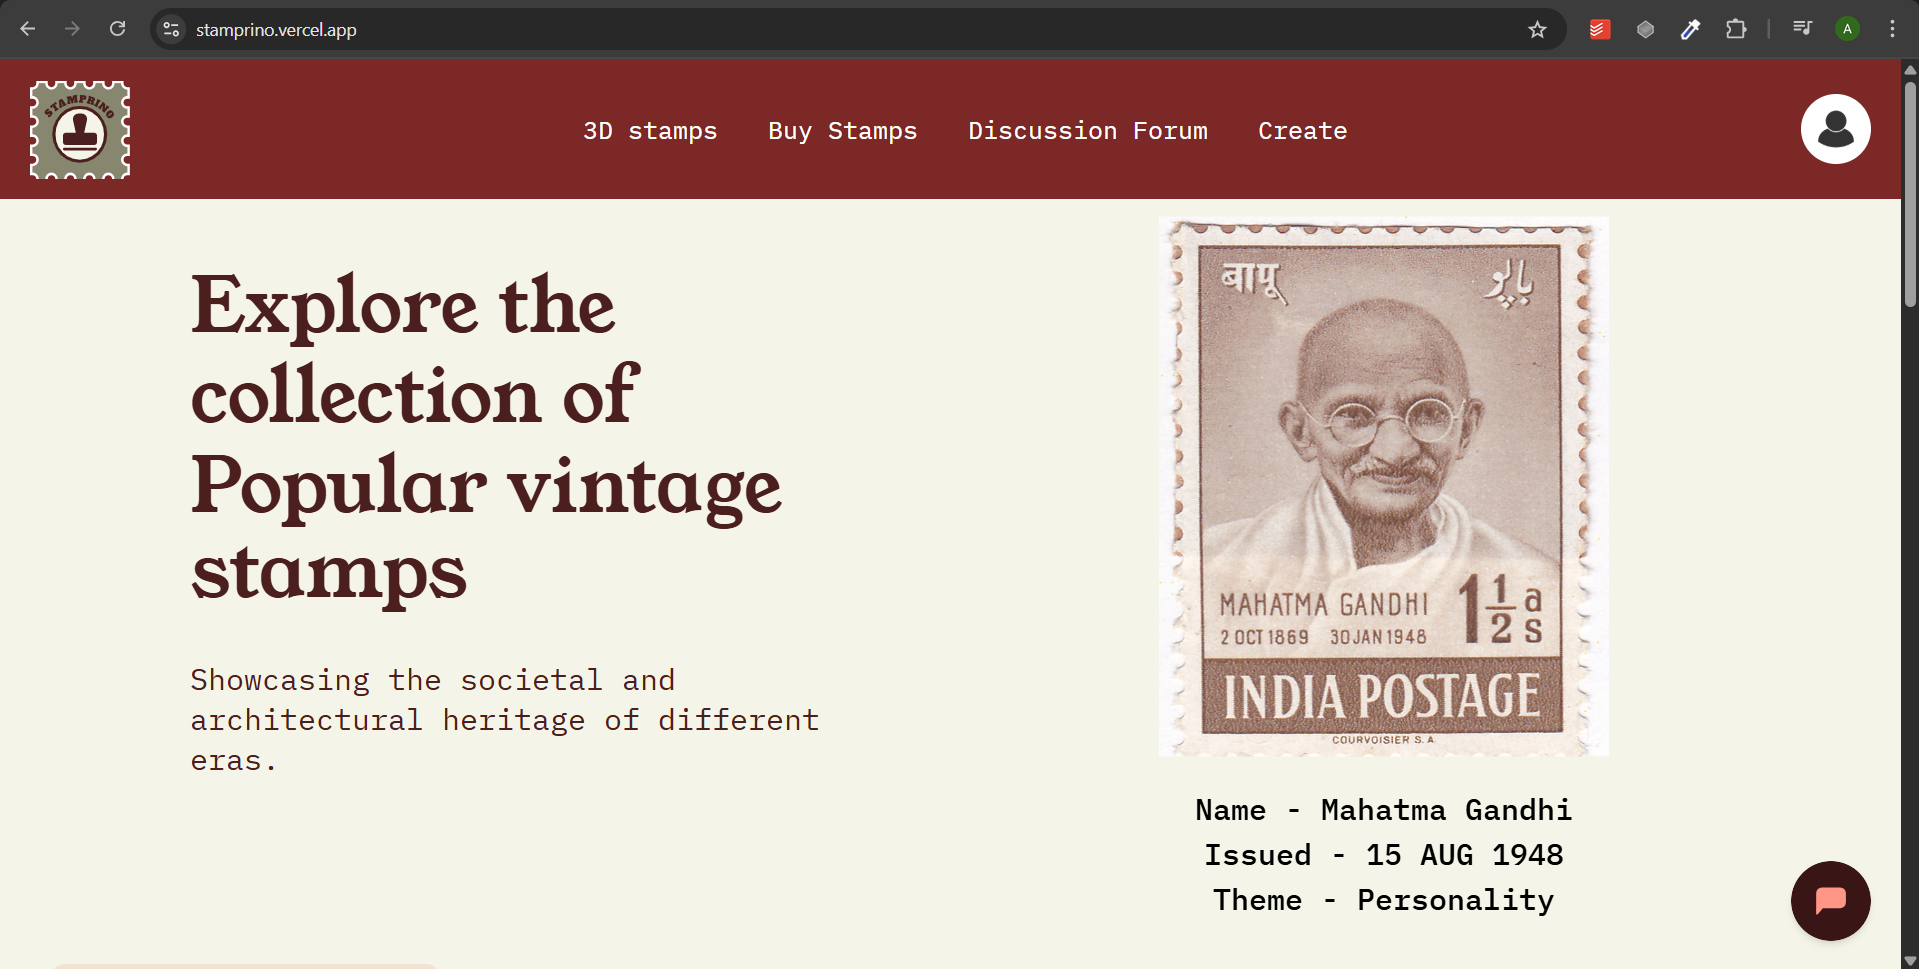 stamprino.vercel.app
A
STAMPRINO
3D stamps
Buy Stamps
Discussion Forum
Create
Explore the
collection of
Popular vintage
stamps
Showcasing the societal and
architectural heritage of different
eras.
बापू
باپو
MAHATMA GANDHI
2 OCT 1869 30 JAN 1948
1 1/2 as
INDIA POSTAGE
COURVOISIER S.A.
Name - Mahatma Gandhi
Issued - 15 AUG 1948
Theme - Personality